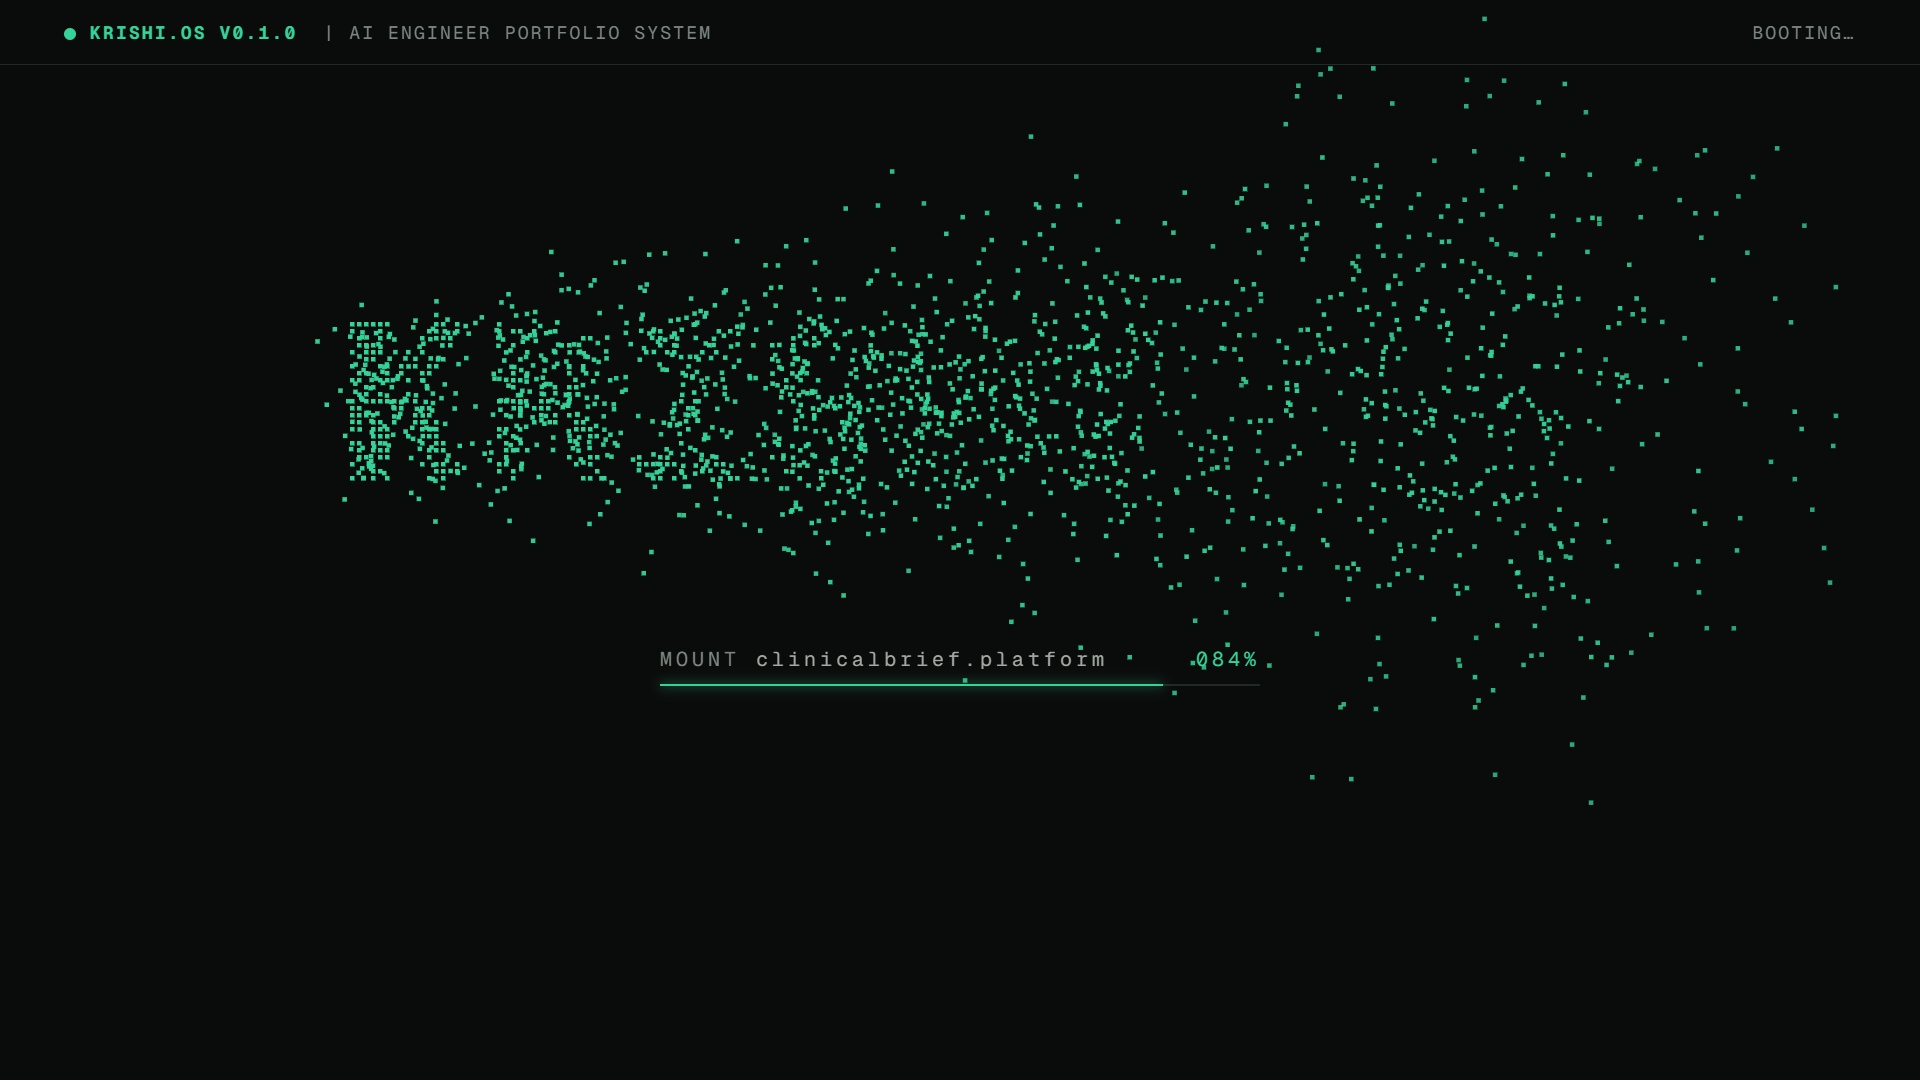 KRISHI.OS V0.1.0 | AI ENGINEER PORTFOLIO SYSTEM
BOOTING…
MOUNT clinicalbrief.platform 084%